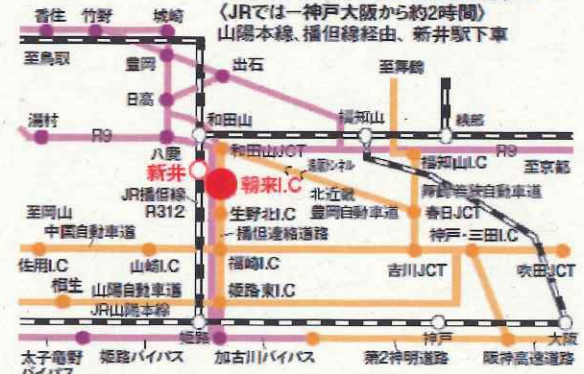 〈JRでは―神戸大阪から約2時間〉
山陽本線、播但線経由、新井駅下車
香住 竹野 城崎
至鳥取
豊岡
出石
至舞鶴
日高
湯村
和田山
福知山
綾部
R9
八鹿
和田山JCT
福知山I.C
R9
至京都
新井
朝来I.C
遠阪トンネル
北近畿
豊岡自動車道
舞鶴若狭自動車道
JR播但線
R312
生野北I.C
春日JCT
至岡山
中国自動車道
播但連絡道路
神戸・三田I.C
佐用I.C
山崎I.C
福崎I.C
吉川JCT
吹田JCT
相生
山陽自動車道
姫路東I.C
JR山陽本線
姫路
神戸
大阪
太子竜野
バイパス
姫路バイパス
加古川バイパス
第2神明道路
阪神高速道路